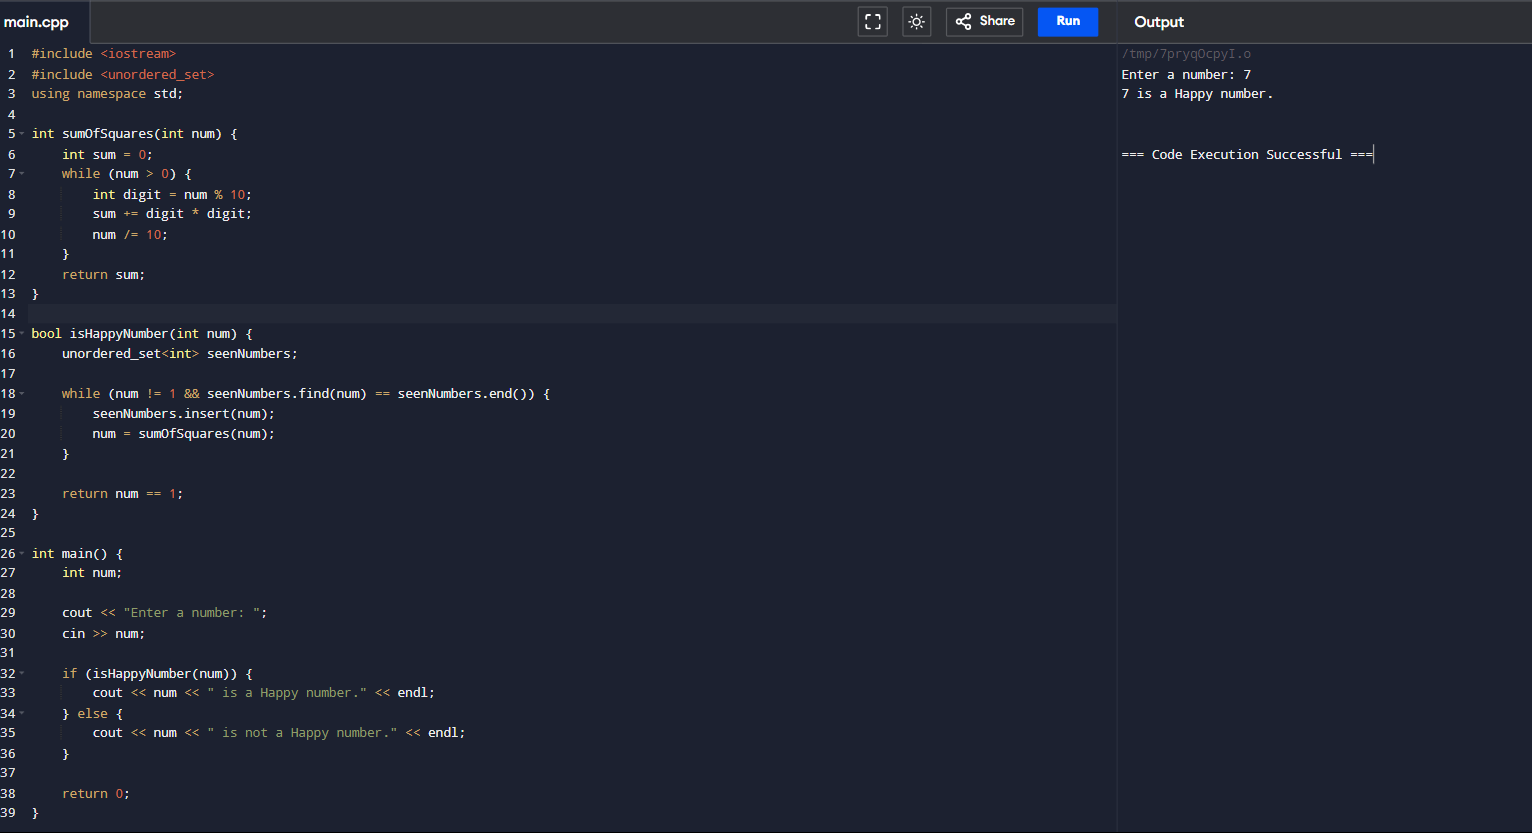 main.cpp
Share
Run
Output
1 #include <iostream>
2 #include <unordered_set>
3 using namespace std;
4
5 int sumOfSquares(int num) {
6     int sum = 0;
7     while (num > 0) {
8         int digit = num % 10;
9         sum += digit * digit;
10         num /= 10;
11     }
12     return sum;
13 }
14
15 bool isHappyNumber(int num) {
16     unordered_set<int> seenNumbers;
17
18     while (num != 1 && seenNumbers.find(num) == seenNumbers.end()) {
19         seenNumbers.insert(num);
20         num = sumOfSquares(num);
21     }
22
23     return num == 1;
24 }
25
26 int main() {
27     int num;
28
29     cout << "Enter a number: ";
30     cin >> num;
31
32     if (isHappyNumber(num)) {
33         cout << num << " is a Happy number." << endl;
34     } else {
35         cout << num << " is not a Happy number." << endl;
36     }
37
38     return 0;
39 }
/tmp/7pryqOcpyI.o
Enter a number: 7
7 is a Happy number.
=== Code Execution Successful ===